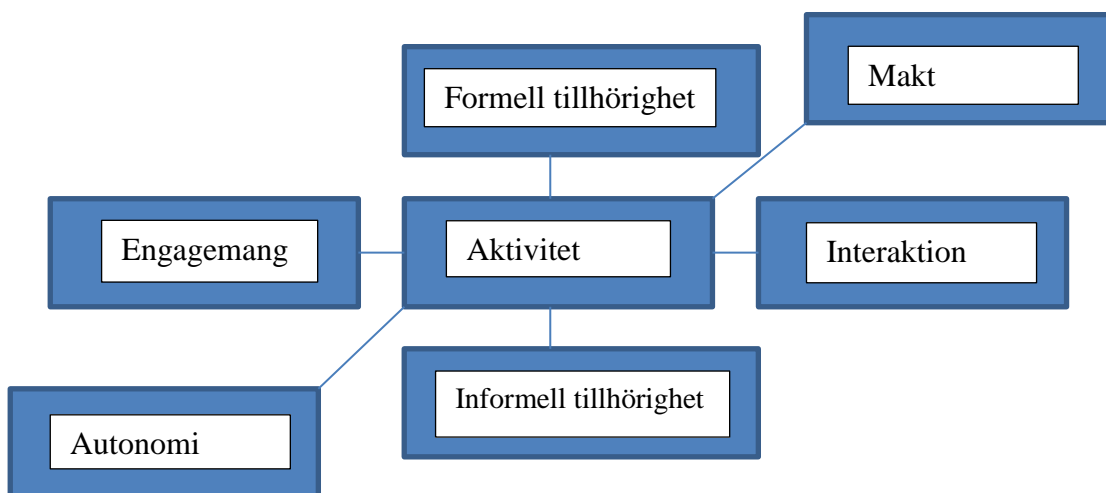 Makt
Formell tillhörighet
Engagemang
Aktivitet
Interaktion
Informell tillhörighet
Autonomi